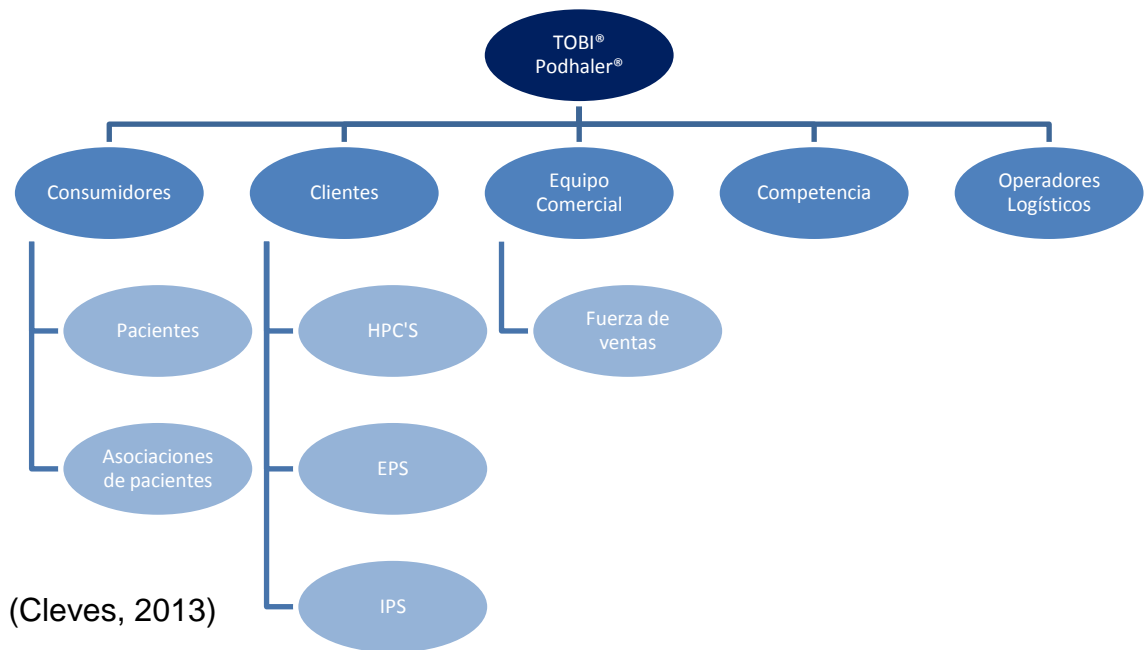 TOBI®
Podhaler®
Consumidores
Clientes
Equipo
Comercial
Competencia
Operadores
Logísticos
Pacientes
HPC'S
Fuerza de
ventas
Asociaciones
de pacientes
EPS
IPS
(Cleves, 2013)